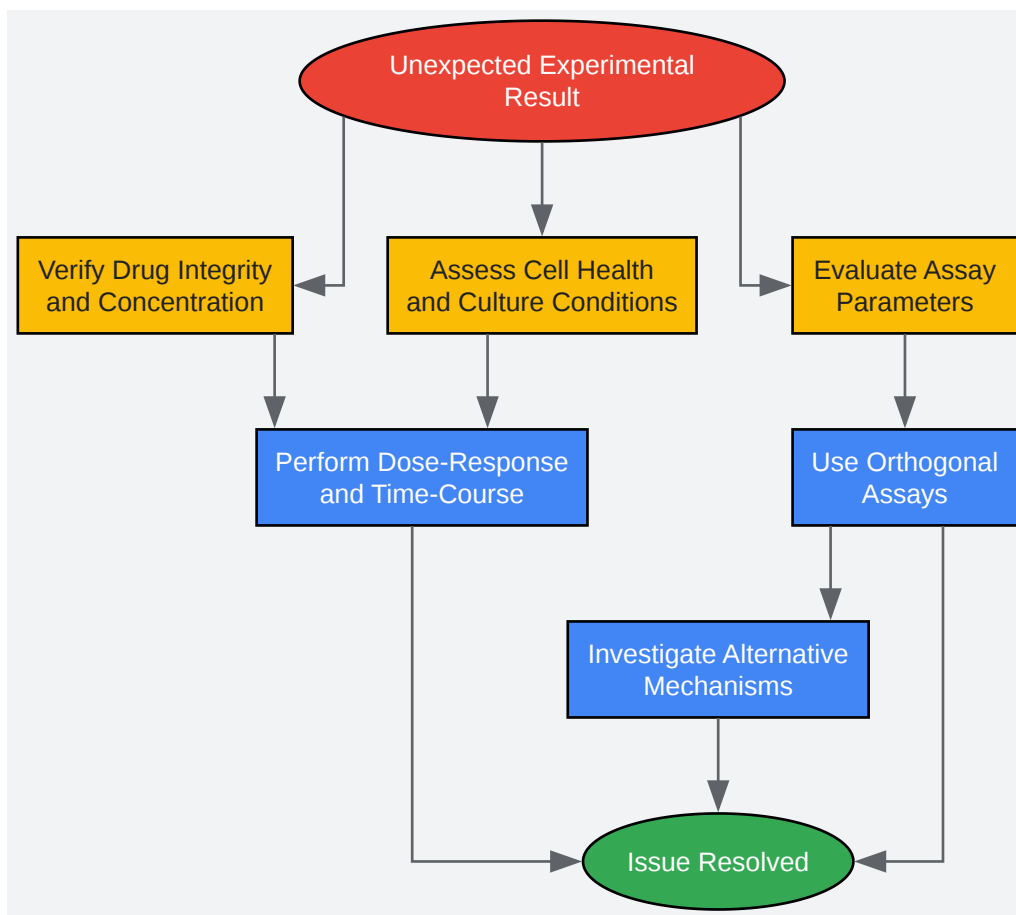 Unexpected Experimental
Result
Verify Drug Integrity
and Concentration
Assess Cell Health
and Culture Conditions
Evaluate Assay
Parameters
Perform Dose-Response
and Time-Course
Use Orthogonal
Assays
Investigate Alternative
Mechanisms
Issue Resolved